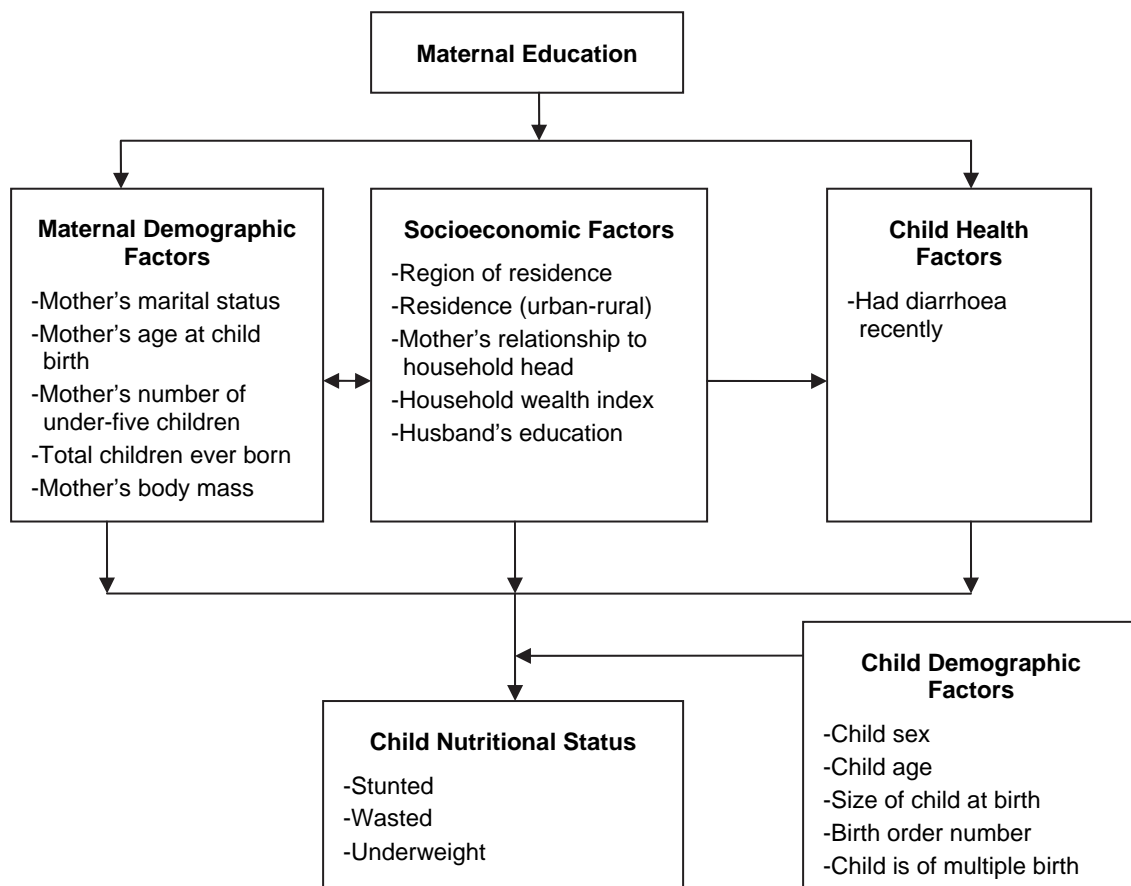 Maternal Education
Maternal Demographic
Factors
-Mother’s marital status
-Mother’s age at child
birth
-Mother’s number of
under-five children
-Total children ever born
-Mother’s body mass
Socioeconomic Factors
-Region of residence
-Residence (urban-rural)
-Mother’s relationship to
household head
-Household wealth index
-Husband’s education
Child Health
Factors
-Had diarrhoea
recently
Child Nutritional Status
-Stunted
-Wasted
-Underweight
Child Demographic
Factors
-Child sex
-Child age
-Size of child at birth
-Birth order number
-Child is of multiple birth